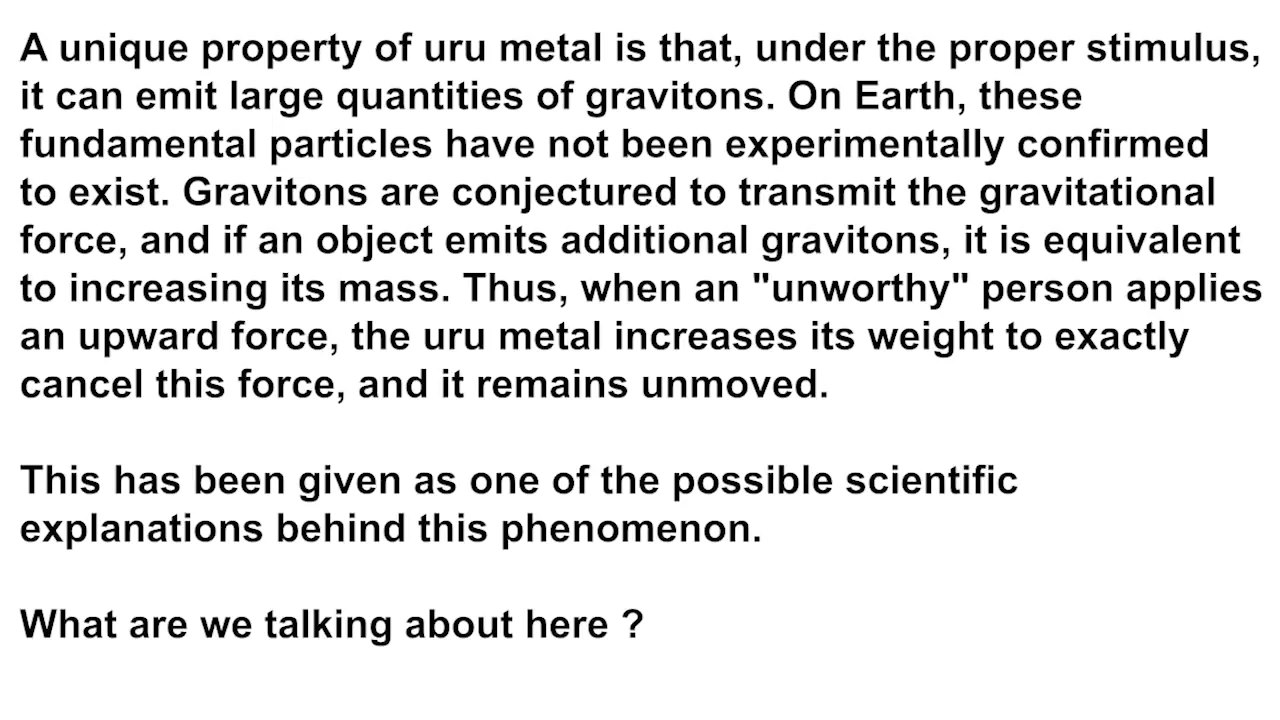 A unique property of uru metal is that, under the proper stimulus,
it can emit large quantities of gravitons. On Earth, these
fundamental particles have not been experimentally confirmed
to exist. Gravitons are conjectured to transmit the gravitational
force, and if an object emits additional gravitons, it is equivalent
to increasing its mass. Thus, when an "unworthy" person applies
an upward force, the uru metal increases its weight to exactly
cancel this force, and it remains unmoved.
This has been given as one of the possible scientific
explanations behind this phenomenon.
What are we talking about here ?